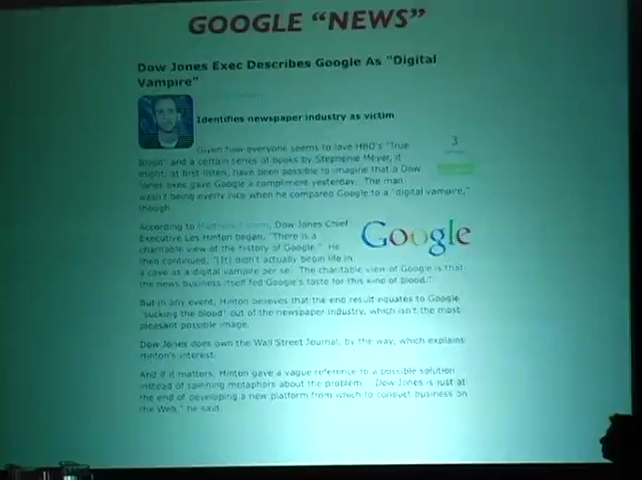 GOOGLE “NEWS”
Dow Jones Exec Describes Google As "Digital
Vampire"
Identifies newspaper industry as victim
3
Given how everyone seems to love HBO's "True
Blood" and a certain series of books by Stephenie Meyer, it
might, at first listen, have been possible to imagine that a Dow
Jones exec gave Google a compliment yesterday. The man
wasn't being every nice when he compared Google to a "digital vampire,"
though.
According to Dow Jones Chief
Executive Les Hinton began, "There is a
charitable view of the history of Google." He
then continued, "[It] didn't actually begin life in
a cave as a digital vampire per se. The charitable view of Google is that
the news business itself fed Google's taste for this kind of blood."
Google
But in any event, Hinton believes that the end result equates to Google
"sucking the blood" out of the newspaper industry, which isn't the most
pleasant possible image.
Dow Jones does own the Wall Street Journal, by the way, which explains
Hinton's interest.
And if it matters, Hinton gave a vague reference to a possible solution
instead of spinning metaphors about the problem. "Dow Jones is just at
the end of developing a new platform from which to conduct business on
the Web," he said.